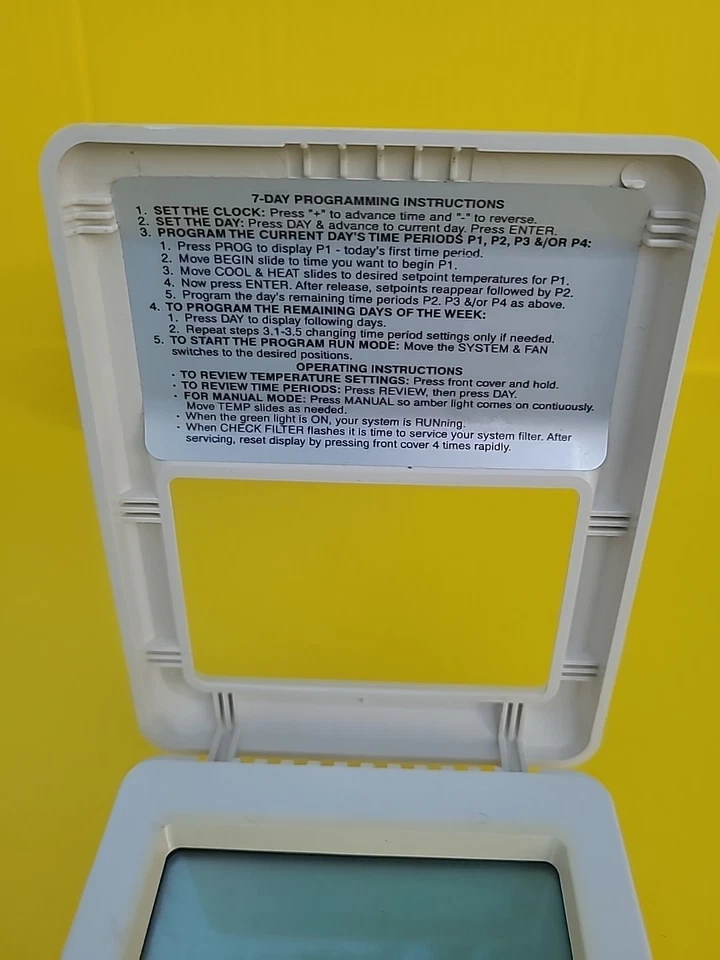 7-DAY PROGRAMMING INSTRUCTIONS
1. SET THE CLOCK: Press "+" to advance time and "-" to reverse.
2. SET THE DAY: Press DAY & advance to current day. Press ENTER.
3. PROGRAM THE CURRENT DAY'S TIME PERIODS P1, P2, P3 &/OR P4:
1. Press PROG to display P1 - today's first time period.
2. Move BEGIN slide to time you want to begin P1.
3. Move COOL & HEAT slides to desired setpoint temperatures for P1.
4. Now press ENTER. After release, setpoints reappear followed by P2.
5. Program the day's remaining time periods P2. P3 &/or P4 as above.
4. TO PROGRAM THE REMAINING DAYS OF THE WEEK:
1. Press DAY to display following days.
2. Repeat steps 3.1-3.5 changing time period settings only if needed.
5. TO START THE PROGRAM RUN MODE: Move the SYSTEM & FAN
switches to the desired positions.
OPERATING INSTRUCTIONS
· TO REVIEW TEMPERATURE SETTINGS: Press front cover and hold.
· TO REVIEW TIME PERIODS: Press REVIEW, then press DAY.
· FOR MANUAL MODE: Press MANUAL so amber light comes on contiuously.
Move TEMP slides as needed.
· When the green light is ON, your system is RUNning.
· When CHECK FILTER flashes it is time to service your system filter. After
servicing, reset display by pressing front cover 4 times rapidly.